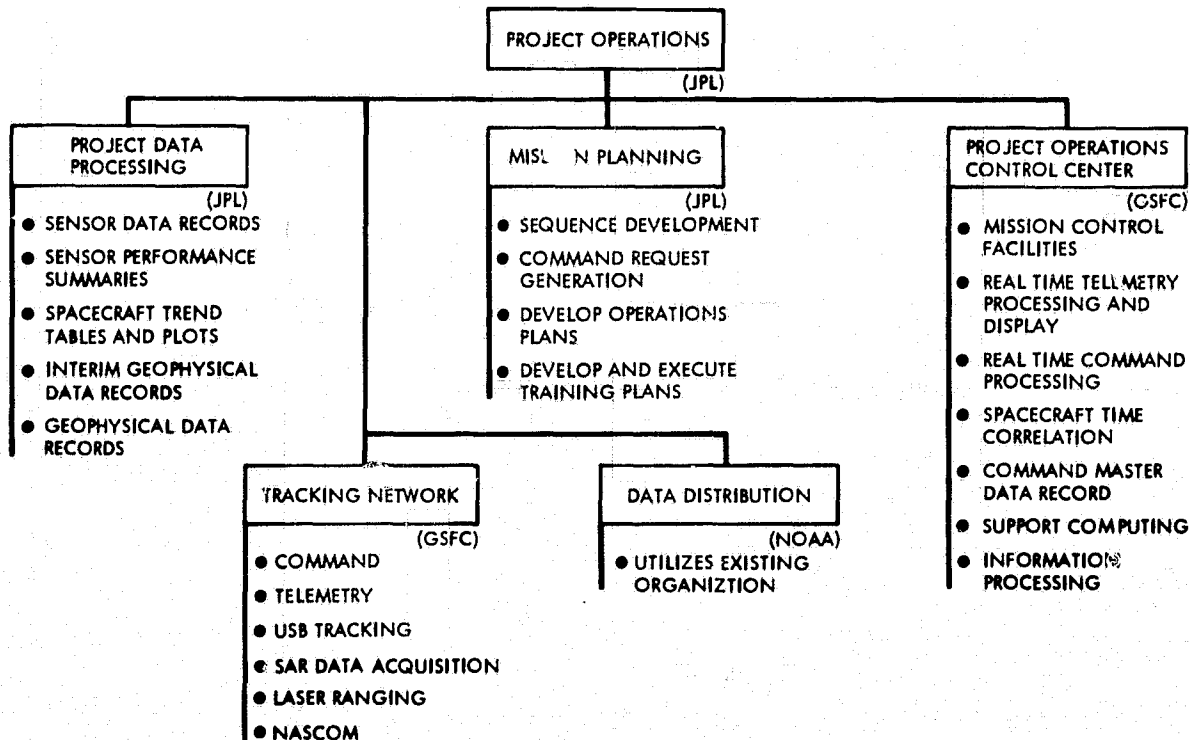 PROJECT OPERATIONS
(JPL)
PROJECT DATA
PROCESSING
(JPL)
● SENSOR DATA RECORDS
● SENSOR PERFORMANCE
SUMMARIES
● SPACECRAFT TREND
TABLES AND PLOTS
● INTERIM GEOPHYSICAL
DATA RECORDS
● GEOPHYSICAL DATA
RECORDS
PLANNING
(JPL)
● SEQUENCE DEVELOPMENT
● COMMAND REQUEST
GENERATION
● DEVELOP OPERATIONS
PLANS
● DEVELOP AND EXECUTE
TRAINING PLANS
PROJECT OPERATIONS
CONTROL CENTER
(GSFC)
● MISSION CONTROL
FACILITIES
● REAL TIME TELEMETRY
PROCESSING AND
DISPLAY
● REAL TIME COMMAND
PROCESSING
● SPACECRAFT TIME
CORRELATION
● COMMAND MASTER
DATA RECORD
● SUPPORT COMPUTING
● INFORMATION
PROCESSING
TRACKING NETWORK
(GSFC)
● COMMAND
● TELEMETRY
● USB TRACKING
● SAR DATA ACQUISITION
● LASER RANGING
● NASCOM
DATA DISTRIBUTION
(NOAA)
● UTILIZES EXISTING
ORGANIZTION